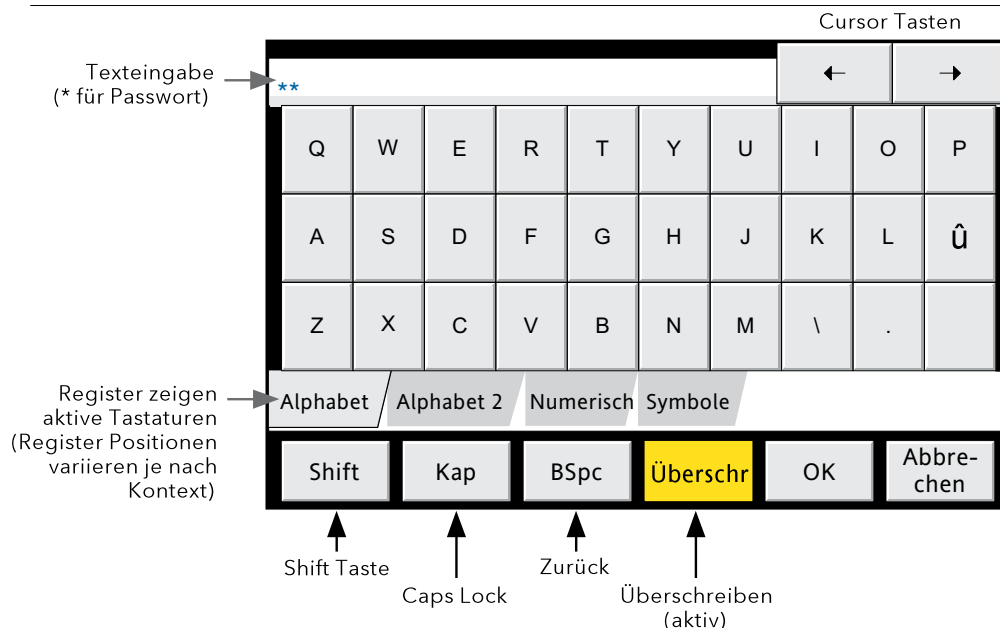 Cursor Tasten
Texteingabe
(* für Passwort)
**
← →
Q W E R T Y U I O P
A S D F G H J K L û
Z X C V B N M \ .
Register zeigen
aktive Tastaturen
(Register Positionen
variieren je nach
Kontext)
Alphabet Alphabet 2 Numerisch Symbole
Shift Kap BSpc Überschr OK Abbre-
chen
Shift Taste
Zurück
Caps Lock
Überschreiben
(aktiv)